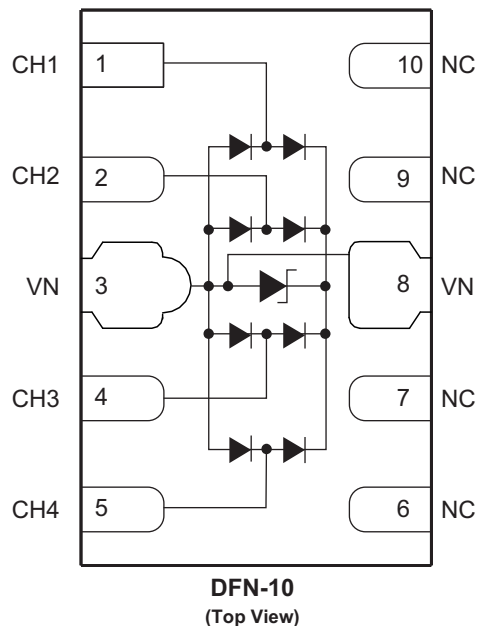 CH1 1 10 NC
CH2 2 9 NC
VN 3 8 VN
CH3 4 7 NC
CH4 5 6 NC
DFN-10
(Top View)